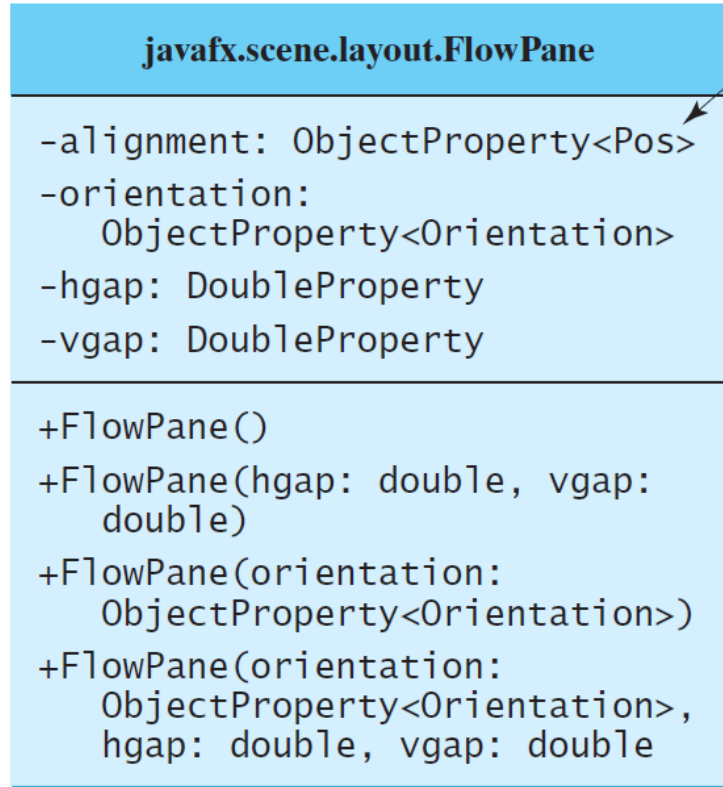 javafx.scene.layout.FlowPane
-alignment: ObjectProperty<Pos>
-orientation:
ObjectProperty<Orientation>
-hgap: DoubleProperty
-vgap: DoubleProperty
+FlowPane()
+FlowPane(hgap: double, vgap:
double)
+FlowPane(orientation:
ObjectProperty<Orientation>)
+FlowPane(orientation:
ObjectProperty<Orientation>,
hgap: double, vgap: double